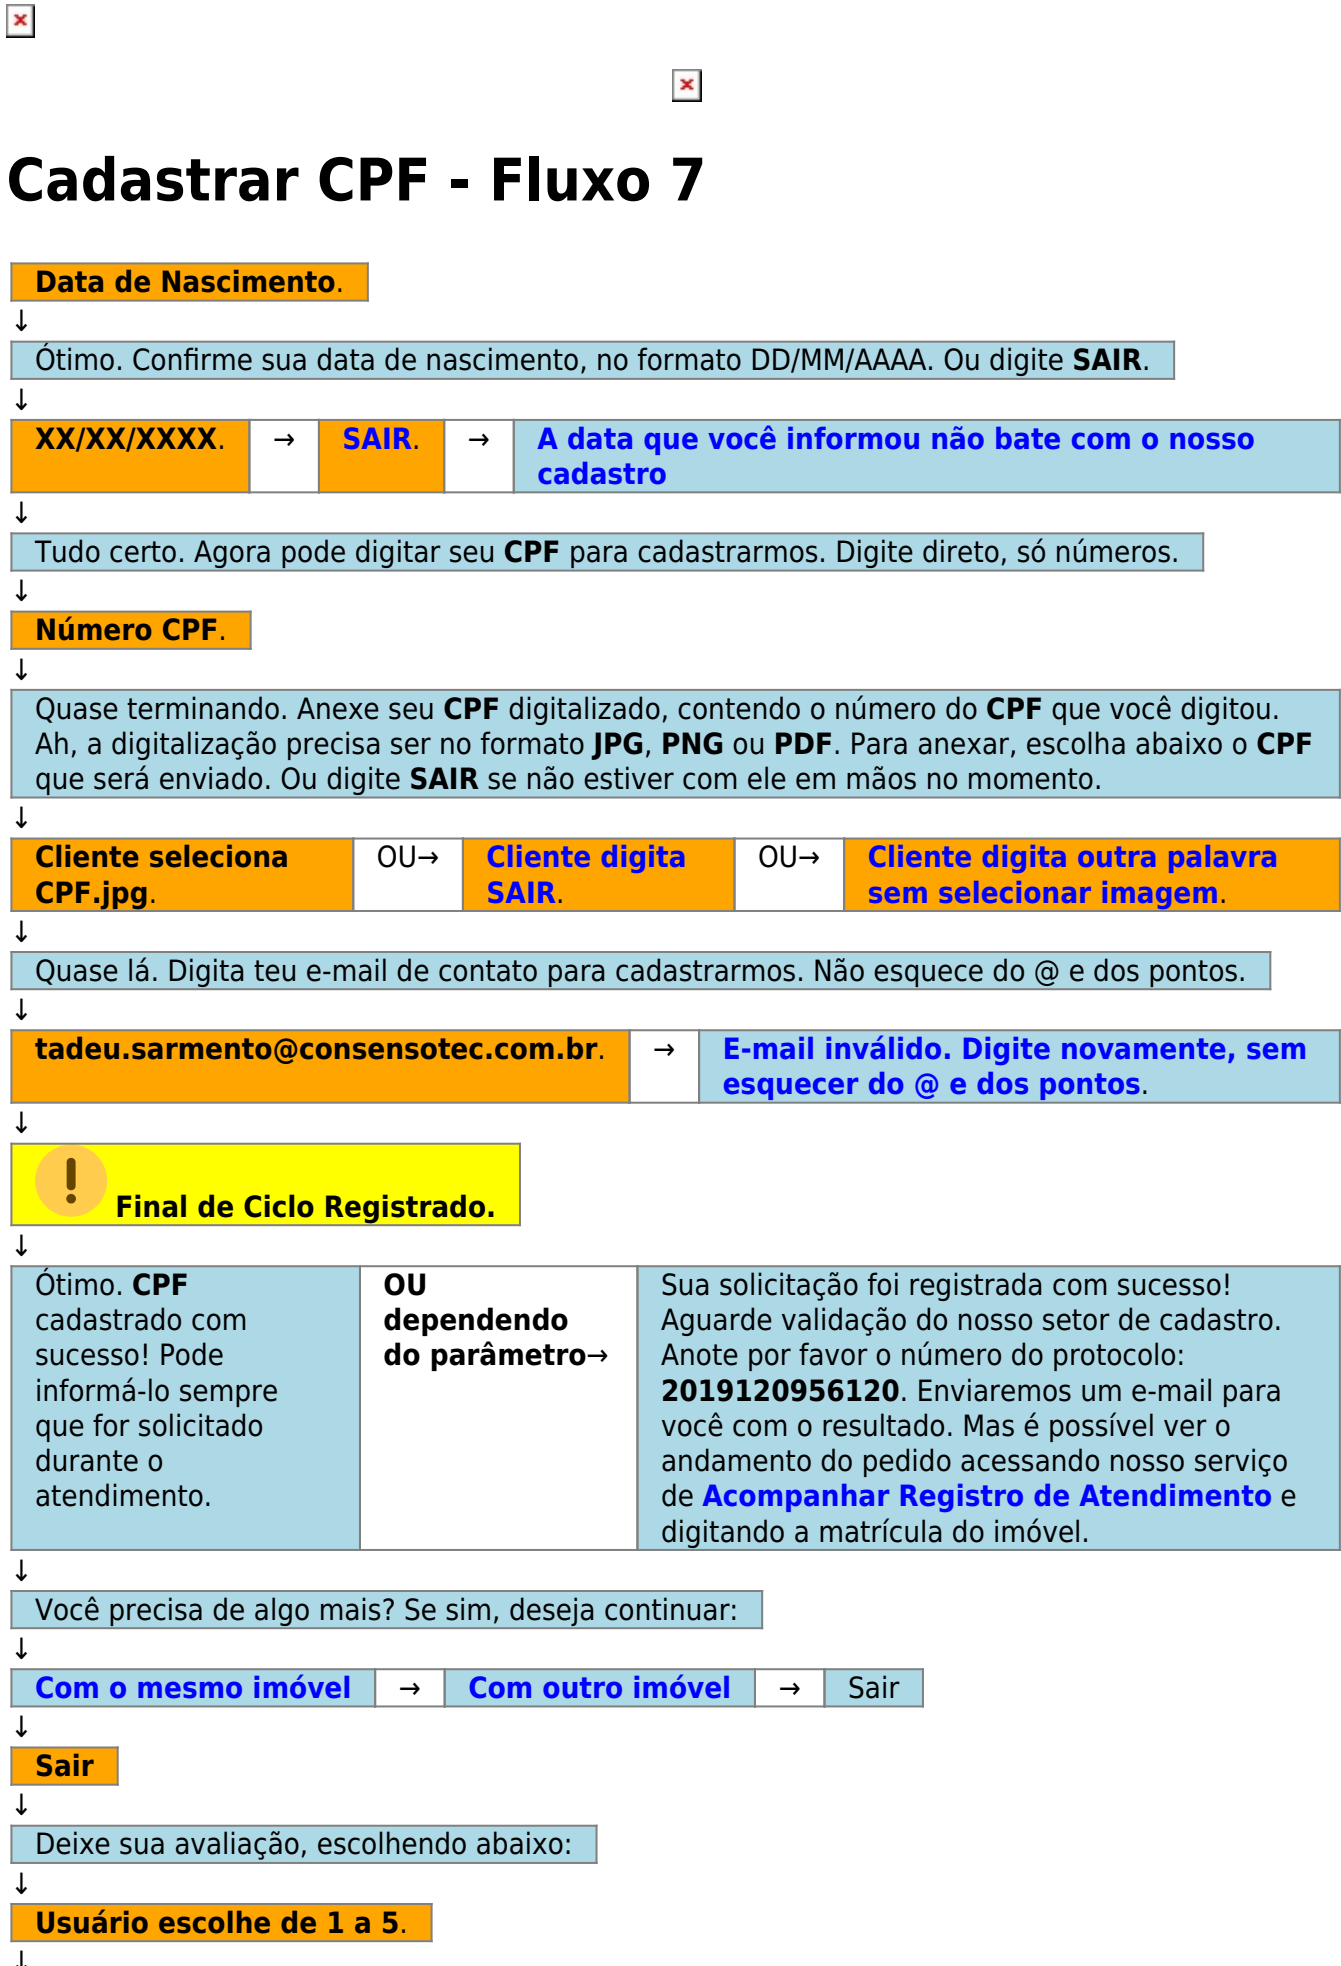 Cadastrar CPF - Fluxo 7
Data de Nascimento.
↓
Ótimo. Confirme sua data de nascimento, no formato DD/MM/AAAA. Ou digite SAIR.
↓
XX/XX/XXXX. → SAIR. → A data que você informou não bate com o nosso
cadastro
↓
Tudo certo. Agora pode digitar seu CPF para cadastrarmos. Digite direto, só números.
↓
Número CPF.
↓
Quase terminando. Anexe seu CPF digitalizado, contendo o número do CPF que você digitou.
Ah, a digitalização precisa ser no formato JPG, PNG ou PDF. Para anexar, escolha abaixo o CPF
que será enviado. Ou digite SAIR se não estiver com ele em mãos no momento.
↓
Cliente seleciona
CPF.jpg.
OU→
Cliente digita
SAIR.
OU→
Cliente digita outra palavra
sem selecionar imagem.
↓
Quase lá. Digita teu e-mail de contato para cadastrarmos. Não esquece do @ e dos pontos.
↓
tadeu.sarmento@consensotec.com.br. → E-mail inválido. Digite novamente, sem
esquecer do @ e dos pontos.
↓
Final de Ciclo Registrado.
↓
Ótimo. CPF
cadastrado com
sucesso! Pode
informá-lo sempre
que for solicitado
durante o
atendimento.
OU
dependendo
do parâmetro→
Sua solicitação foi registrada com sucesso!
Aguarde validação do nosso setor de cadastro.
Anote por favor o número do protocolo:
2019120956120. Enviaremos um e-mail para
você com o resultado. Mas é possível ver o
andamento do pedido acessando nosso serviço
de Acompanhar Registro de Atendimento e
digitando a matrícula do imóvel.
↓
Você precisa de algo mais? Se sim, deseja continuar:
↓
Com o mesmo imóvel → Com outro imóvel → Sair
↓
Sair
↓
Deixe sua avaliação, escolhendo abaixo:
↓
Usuário escolhe de 1 a 5.
↓